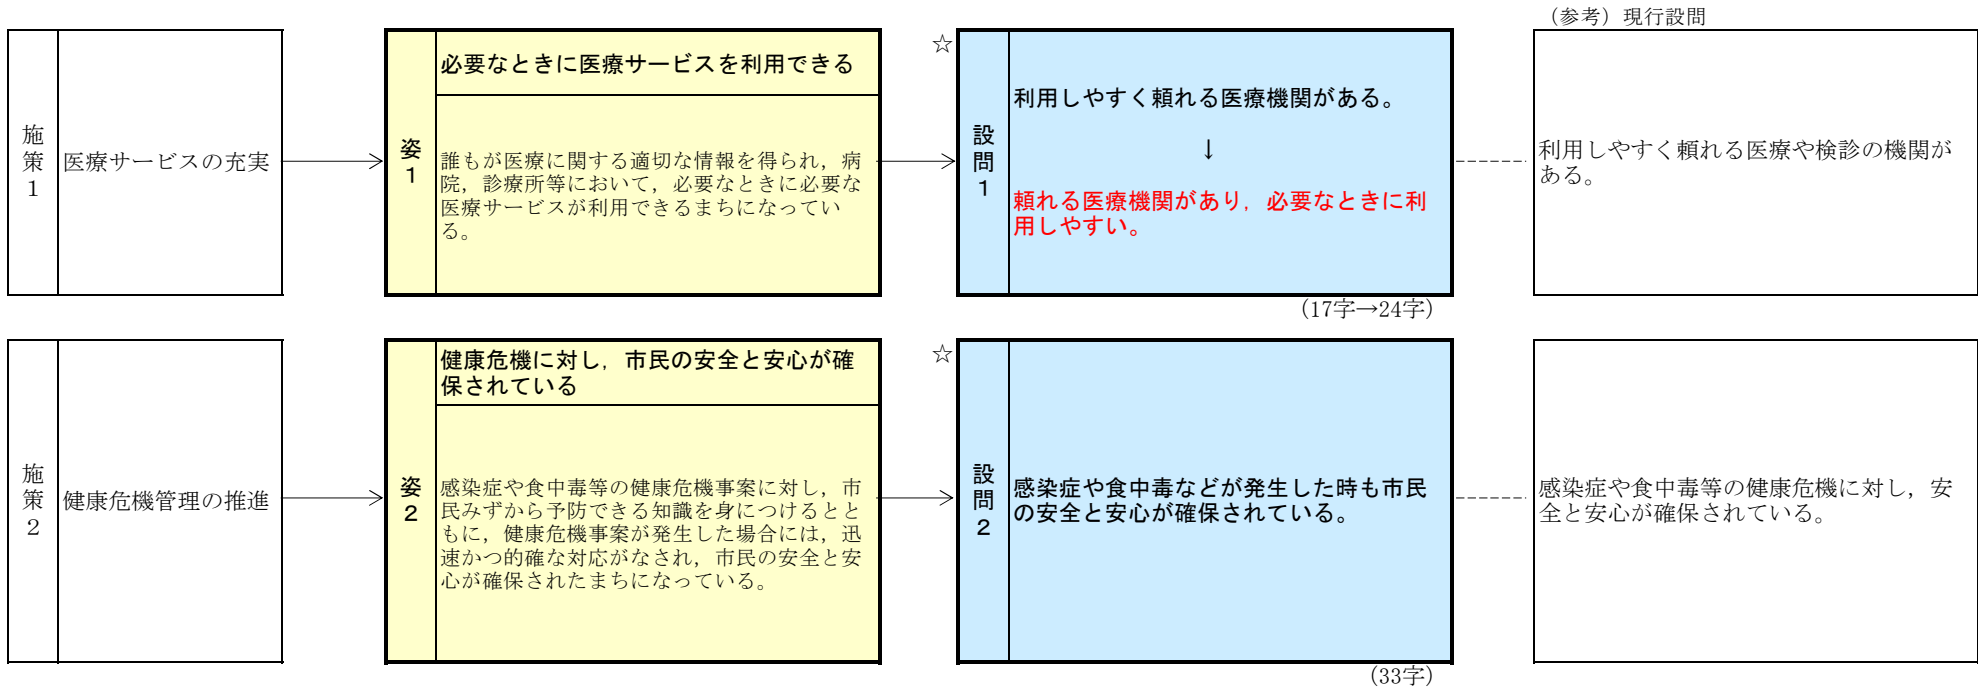 (参考)現行設問
施策1
医療サービスの充実
姿1
必要なときに医療サービスを利用できる
誰もが医療に関する適切な情報を得られ，病
院，診療所等において，必要なときに必要な
医療サービスが利用できるまちになってい
る。
☆
設問1
利用しやすく頼れる医療機関がある。
↓
頼れる医療機関があり，必要なときに利
用しやすい。
(17字→24字)
利用しやすく頼れる医療や検診の機関が
ある。
施策2
健康危機管理の推進
姿2
健康危機に対し，市民の安全と安心が確
保されている
感染症や食中毒等の健康危機事案に対し，市
民みずから予防できる知識を身につけるとと
もに，健康危機事案が発生した場合には，迅
速かつ的確な対応がなされ，市民の安全と安
心が確保されたまちになっている。
☆
設問2
感染症や食中毒などが発生した時も市民
の安全と安心が確保されている。
(33字)
感染症や食中毒等の健康危機に対し，安
全と安心が確保されている。